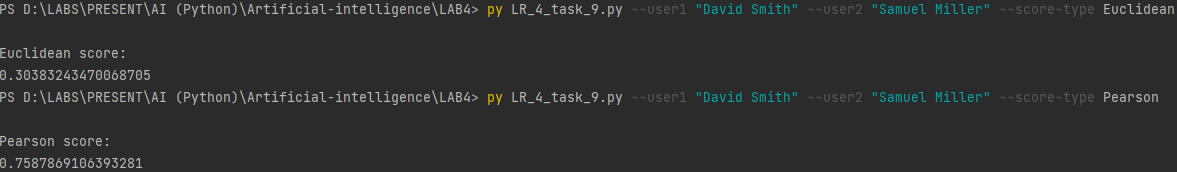 PS D:\LABS\PRESENT\AI (Python)\Artificial-intelligence\LAB4> py LR_4_task_9.py --user1 "David Smith" --user2 "Samuel Miller" --score-type Euclidean
Euclidean score:
0.30383243470068705
PS D:\LABS\PRESENT\AI (Python)\Artificial-intelligence\LAB4> py LR_4_task_9.py --user1 "David Smith" --user2 "Samuel Miller" --score-type Pearson
Pearson score:
0.7587869106393281